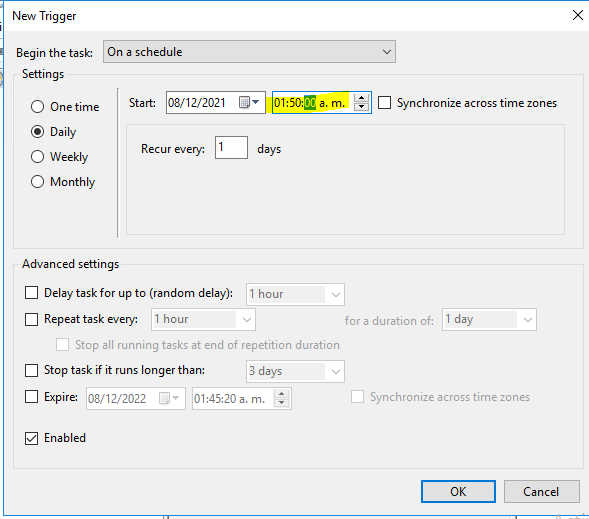 New Trigger
Begin the task: On a schedule
Settings
One time
Daily
Weekly
Monthly
Start: 08/12/2021 01:50:00 a. m. Synchronize across time zones
Recur every: 1 days
Advanced settings
Delay task for up to (random delay): 1 hour
Repeat task every: 1 hour for a duration of: 1 day
Stop all running tasks at end of repetition duration
Stop task if it runs longer than: 3 days
Expire: 08/12/2022 01:45:20 a. m. Synchronize across time zones
Enabled
OK Cancel